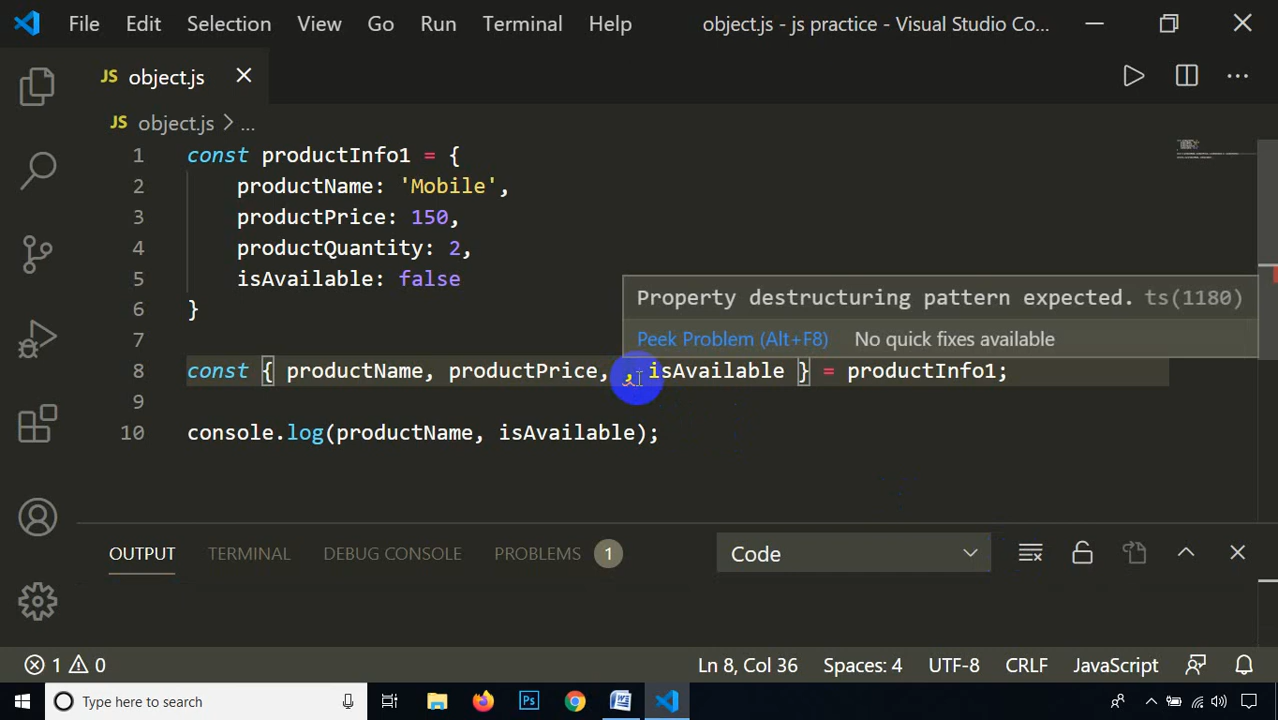 File Edit Selection View Go Run Terminal Help object.js - js practice - Visual Studio Co...
JS object.js
JS object.js > ...
1 const productInfo1 = {
2 productName: 'Mobile',
3 productPrice: 150,
4 productQuantity: 2,
5 isAvailable: false
6 }
Property destructuring pattern expected. ts(1180)
7
Peek Problem (Alt+F8) No quick fixes available
8 const { productName, productPrice, , isAvailable } = productInfo1;
9
10 console.log(productName, isAvailable);
OUTPUT TERMINAL DEBUG CONSOLE PROBLEMS 1 Code
1 0 Ln 8, Col 36 Spaces: 4 UTF-8 CRLF JavaScript
Type here to search Ps W